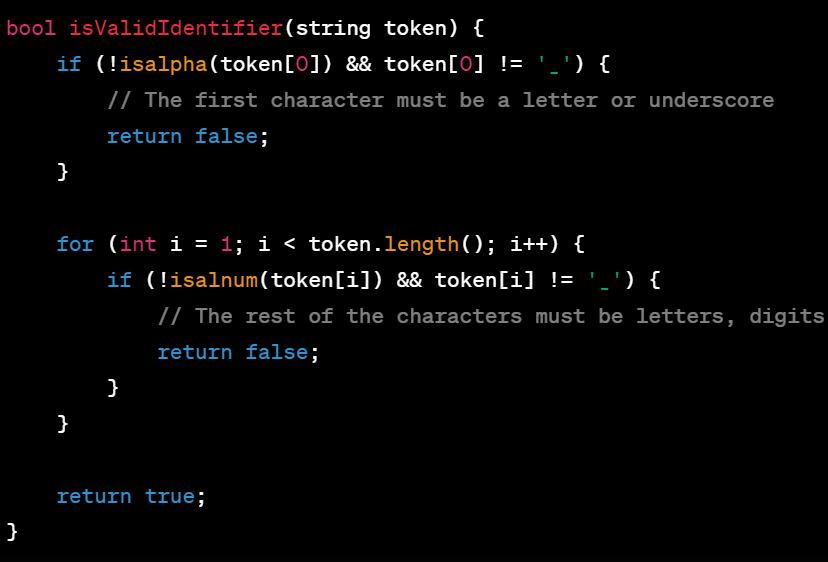 bool isValidIdentifier(string token) {
    if (!isalpha(token[0]) && token[0] != '_') {
        // The first character must be a letter or underscore
        return false;
    }

    for (int i = 1; i < token.length(); i++) {
        if (!isalnum(token[i]) && token[i] != '_') {
            // The rest of the characters must be letters, digits
            return false;
        }
    }

    return true;
}